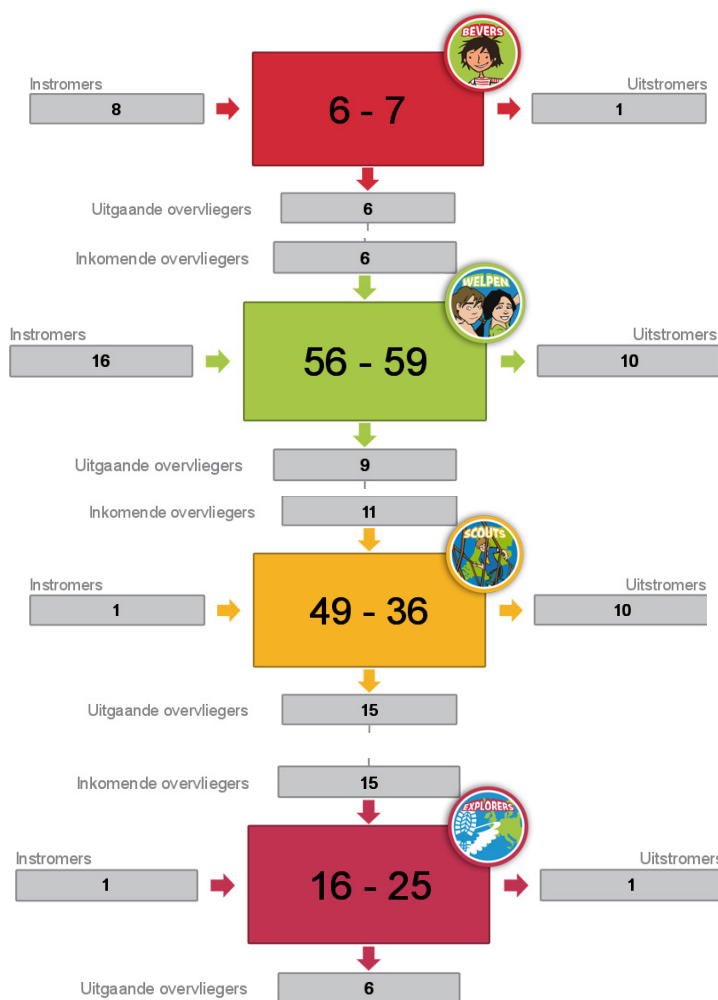 BEVERS
Instromers
Uitstromers
8
6 - 7
1
Uitgaande overvliegers
6
Inkomende overvliegers
6
WELPEN
Instromers
Uitstromers
16
56 - 59
10
Uitgaande overvliegers
9
Inkomende overvliegers
11
SCOUTS
Instromers
Uitstromers
1
49 - 36
10
Uitgaande overvliegers
15
Inkomende overvliegers
15
EXPLORERS
Instromers
Uitstromers
1
16 - 25
1
Uitgaande overvliegers
6